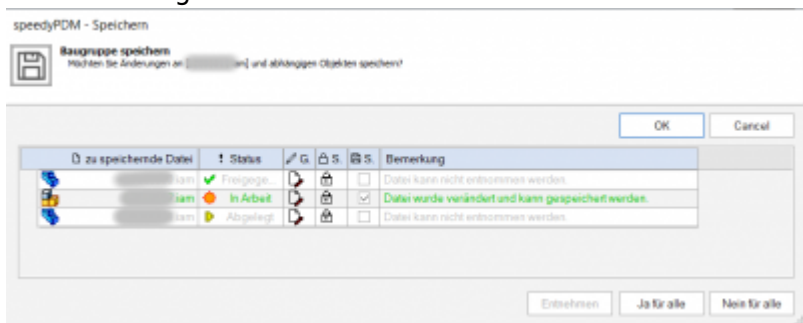 speedyPDM - Speichern
Baugruppe speichern
Möchten Sie Änderungen an [ am] und abhängigen Objekten speichern?
OK Cancel
zu speichernde Datei ! Status G. S. S. Bemerkung
iam Freigege... Datei kann nicht entnommen werden.
iam In Arbeit Datei wurde verändert und kann gespeichert werden.
iam Abgelegt Datei kann nicht entnommen werden.
Entnehmen Ja für alle Nein für alle